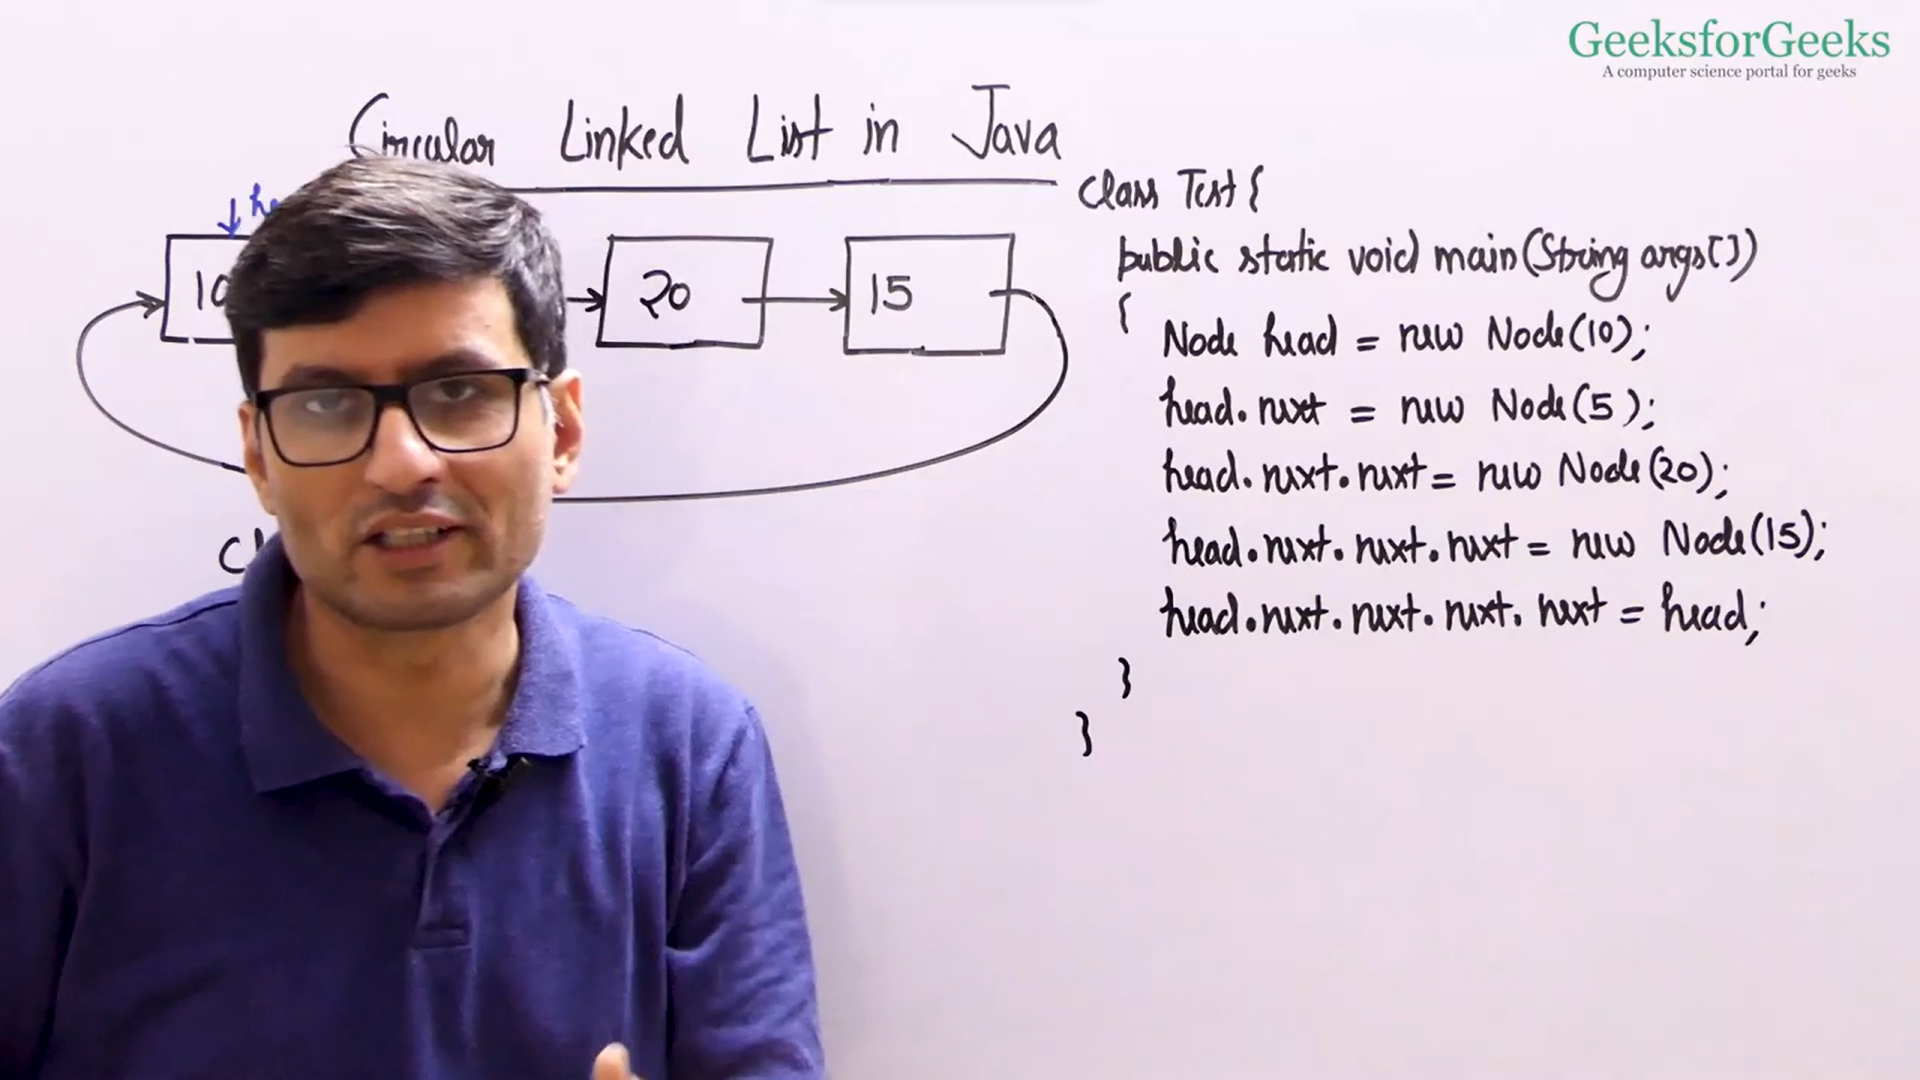 GeeksforGeeks
A computer science portal for geeks
Circular Linked List in Java
10
20
15
class Test {
public static void main(String args[])
{
Node head = new Node(10);
head.next = new Node(5);
head.next.next = new Node(20);
head.next.next.next = new Node(15);
head.next.next.next.next = head;
}
}